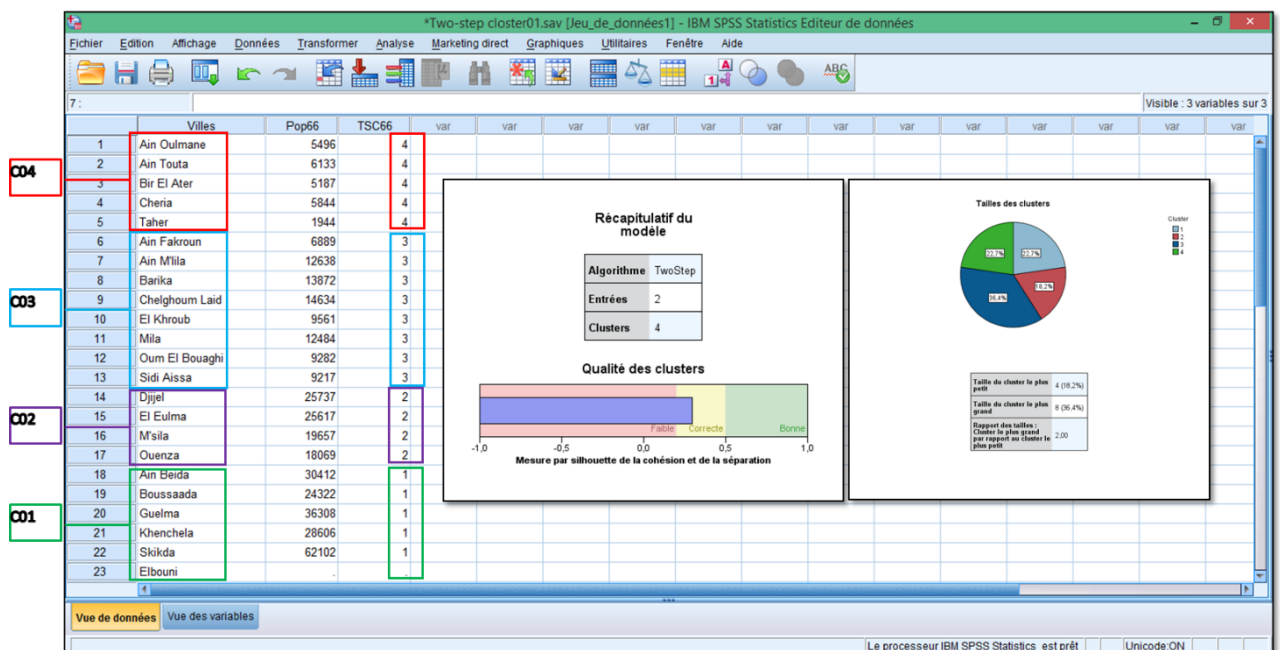 *Two-step closter01.sav [Jeu_de_données1] - IBM SPSS Statistics Editeur de données
Fichier Edition Affichage Données Transformer Analyse Marketing direct Graphiques Utilitaires Fenêtre Aide
7 :
Visible : 3 variables sur 3
Villes Pop66 TSC66 var var var var var var var var var var var var var
1 Ain Oulmane 5496 4
2 Ain Touta 6133 4
C04
3 Bir El Ater 5187 4
4 Cheria 5844 4
5 Taher 1944 4
6 Ain Fakroun 6889 3
7 Ain M'lila 12638 3
8 Barika 13872 3
C03
9 Chelghoum Laid 14634 3
10 El Khroub 9561 3
11 Mila 12484 3
12 Oum El Bouaghi 9282 3
13 Sidi Aissa 9217 3
14 Djijel 25737 2
15 El Eulma 25617 2
C02
16 M'sila 19657 2
17 Ouenza 18069 2
18 Ain Beida 30412 1
19 Boussaada 24322 1
C01
20 Guelma 36308 1
21 Khenchela 28606 1
22 Skikda 62102 1
23 Elbouni . .
Récapitulatif du
modèle
Algorithme TwoStep
Entrées 2
Clusters 4
Qualité des clusters
Faible Correcte Bonne
-1,0 -0,5 0,0 0,5 1,0
Mesure par silhouette de la cohésion et de la séparation
Tailles des clusters
Cluster
1
2
3
4
22,7% 22,7%
18,2%
36,4%
Taille du cluster le plus
petit
4 (18,2%)
Taille du cluster le plus
grand
8 (36,4%)
Rapport des tailles :
Cluster le plus grand
par rapport au cluster le
plus petit
2,00
Vue de données Vue des variables
Le processeur IBM SPSS Statistics est prêt Unicode:ON